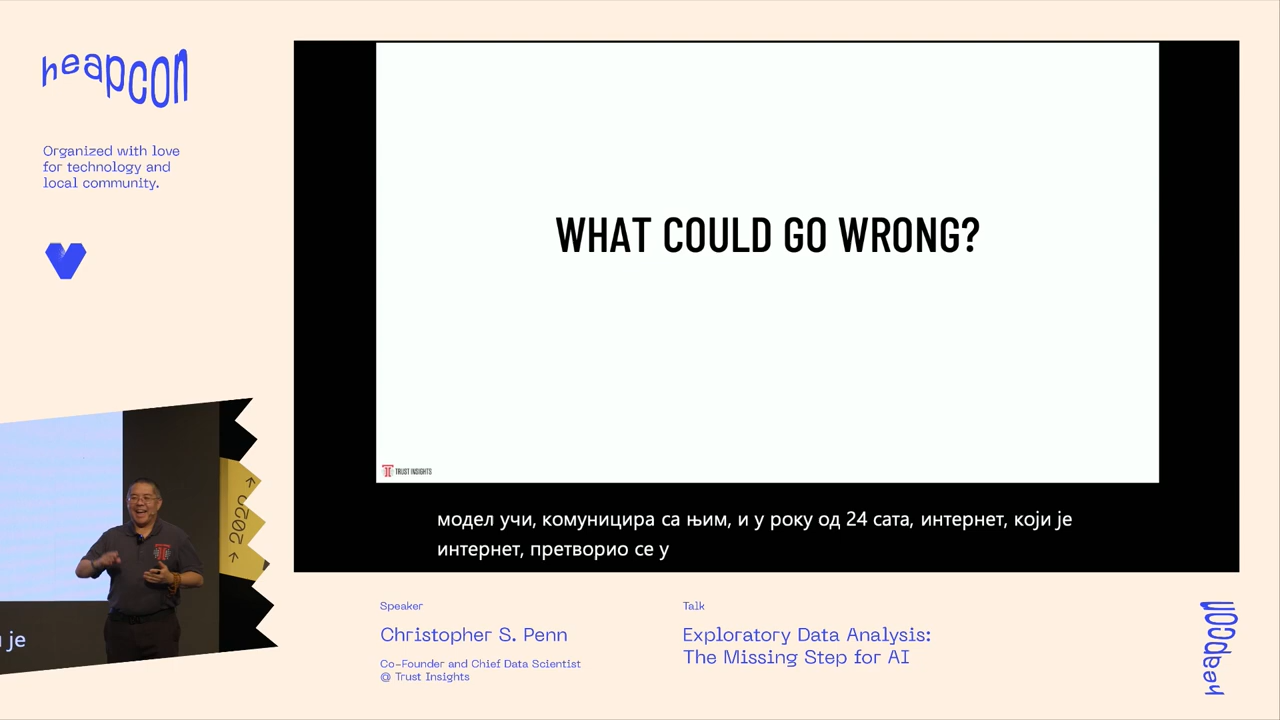 heapcon
Organized with love
for technology and
local community.
WHAT COULD GO WRONG?
TRUST INSIGHTS
модел учи, комуницира са њим, и у року од 24 сата, интернет, који је
интернет, претворио се у
је
Speaker
Christopher S. Penn
Co-Founder and Chief Data Scientist
@ Trust Insights
Talk
Exploratory Data Analysis:
The Missing Step for AI
heapcon